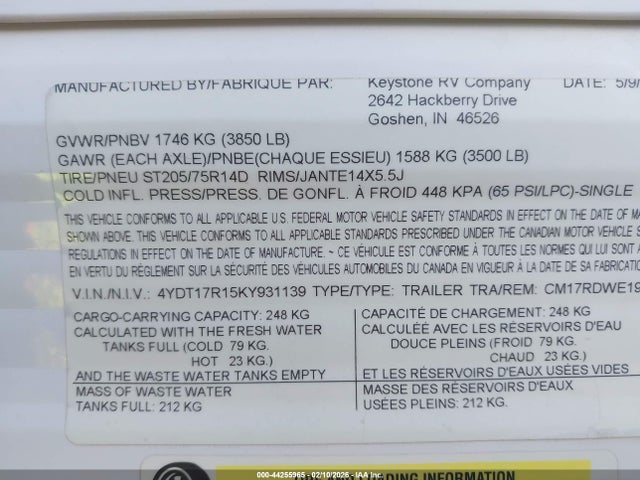 MANUFACTURED BY/FABRIQUE PAR: Keystone RV Company DATE: 5/9/
2642 Hackberry Drive
Goshen, IN 46526
GVWR/PNBV 1746 KG (3850 LB)
GAWR (EACH AXLE)/PNBE(CHAQUE ESSIEU) 1588 KG (3500 LB)
TIRE/PNEU ST205/75R14D RIMS/JANTE14X5.5J
COLD INFL. PRESS/PRESS. DE GONFL. À FROID 448 KPA (65 PSI/LPC)-SINGLE
THIS VEHICLE CONFORMS TO ALL APPLICABLE U.S. FEDERAL MOTOR VEHICLE SAFETY STANDARDS IN EFFECT ON THE DATE OF
SHOWN ABOVE. THIS VEHICLE CONFORMS TO ALL APPLICABLE STANDARDS PRESCRIBED UNDER THE CANADIAN MOTOR VEHICLE
REGULATIONS IN EFFECT ON THE DATE OF MANUFACTURE. ~ CE VÉHICULE EST CONFORME À TOUTES LES NORMES QUI LUI SONT
EN VERTU DU RÈGLEMENT SUR LA SÉCURITÉ DES VÉHICULES AUTOMOBILES DU CANADA EN VIGUEUR À LA DATE DE SA
V.I.N./N.I.V.: 4YDT17R15KY931139 TYPE/TYPE: TRAILER TRA/REM: CM17RDWE19
CARGO-CARRYING CAPACITY: 248 KG
CALCULATED WITH THE FRESH WATER
TANKS FULL (COLD 79 KG.
HOT 23 KG.)
AND THE WASTE WATER TANKS EMPTY
MASS OF WASTE WATER
TANKS FULL: 212 KG
CAPACITÉ DE CHARGEMENT: 248 KG
CALCULÉE AVEC LES RÉSERVOIRS D'EAU
DOUCE PLEINS (FROID 79 KG.
CHAUD 23 KG.)
ET LES RÉSERVOIRS D'EAU USÉES VIDES
MASSE DES RÉSERVOIRS D'EAU
USÉES PLEINS: 212 KG.
INFORMATION
000-44255965 - 02/10/2026 - IAA Inc.